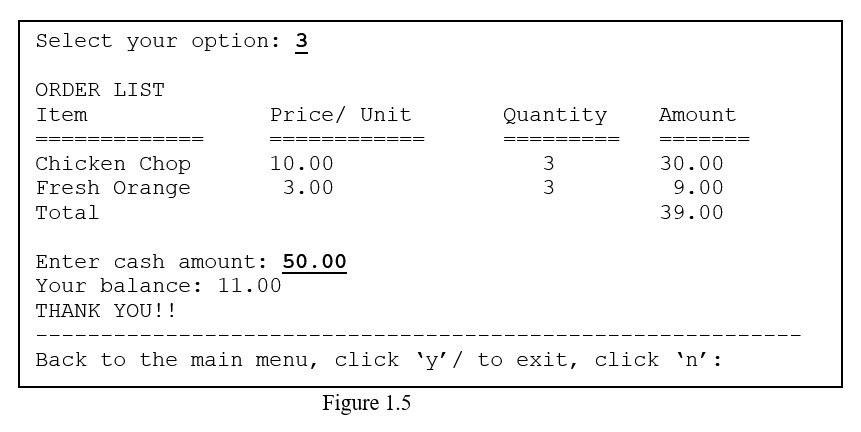 Select your option: 3
ORDER LIST
Item Price/ Unit Quantity Amount
============= ============ ========= =======
Chicken Chop 10.00 3 30.00
Fresh Orange 3.00 3 9.00
Total 39.00
Enter cash amount: 50.00
Your balance: 11.00
THANK YOU!!
-----------------------------------------------------------
Back to the main menu, click ‘y’/ to exit, click ‘n’:
Figure 1.5